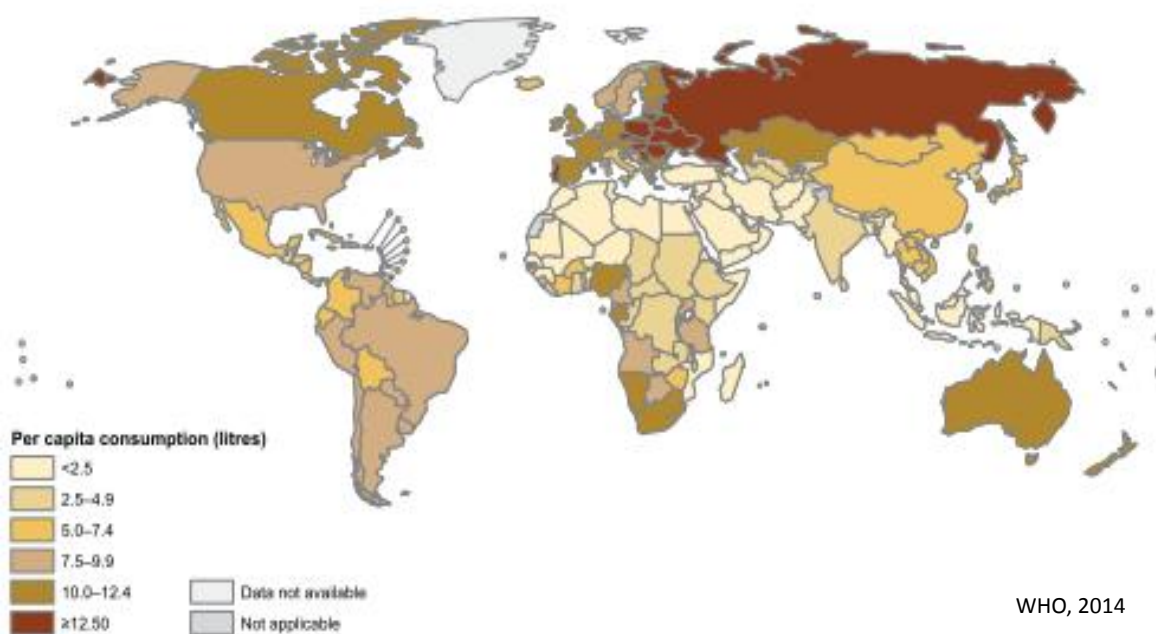 Per capita consumption (litres)
<2.5
2.5–4.9
5.0–7.4
7.5–9.9
10.0–12.4
≥12.50
Data not available
Not applicable
WHO, 2014